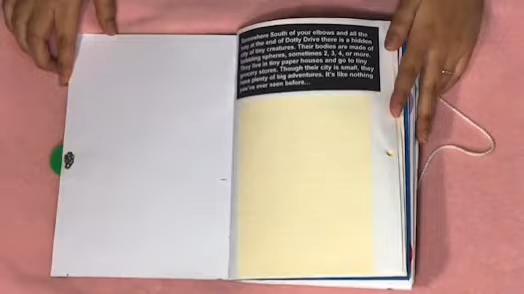 Somewhere South of your elbows and all the
way at the end of Dotty Drive there is a hidden
city of tiny creatures. Their bodies are made of
wobbling spheres, sometimes 2, 3, 4, or more.
They live in tiny paper houses and go to tiny
grocery stores. Though their city is small, they
have plenty of big adventures. It's like nothing
you've ever seen before...